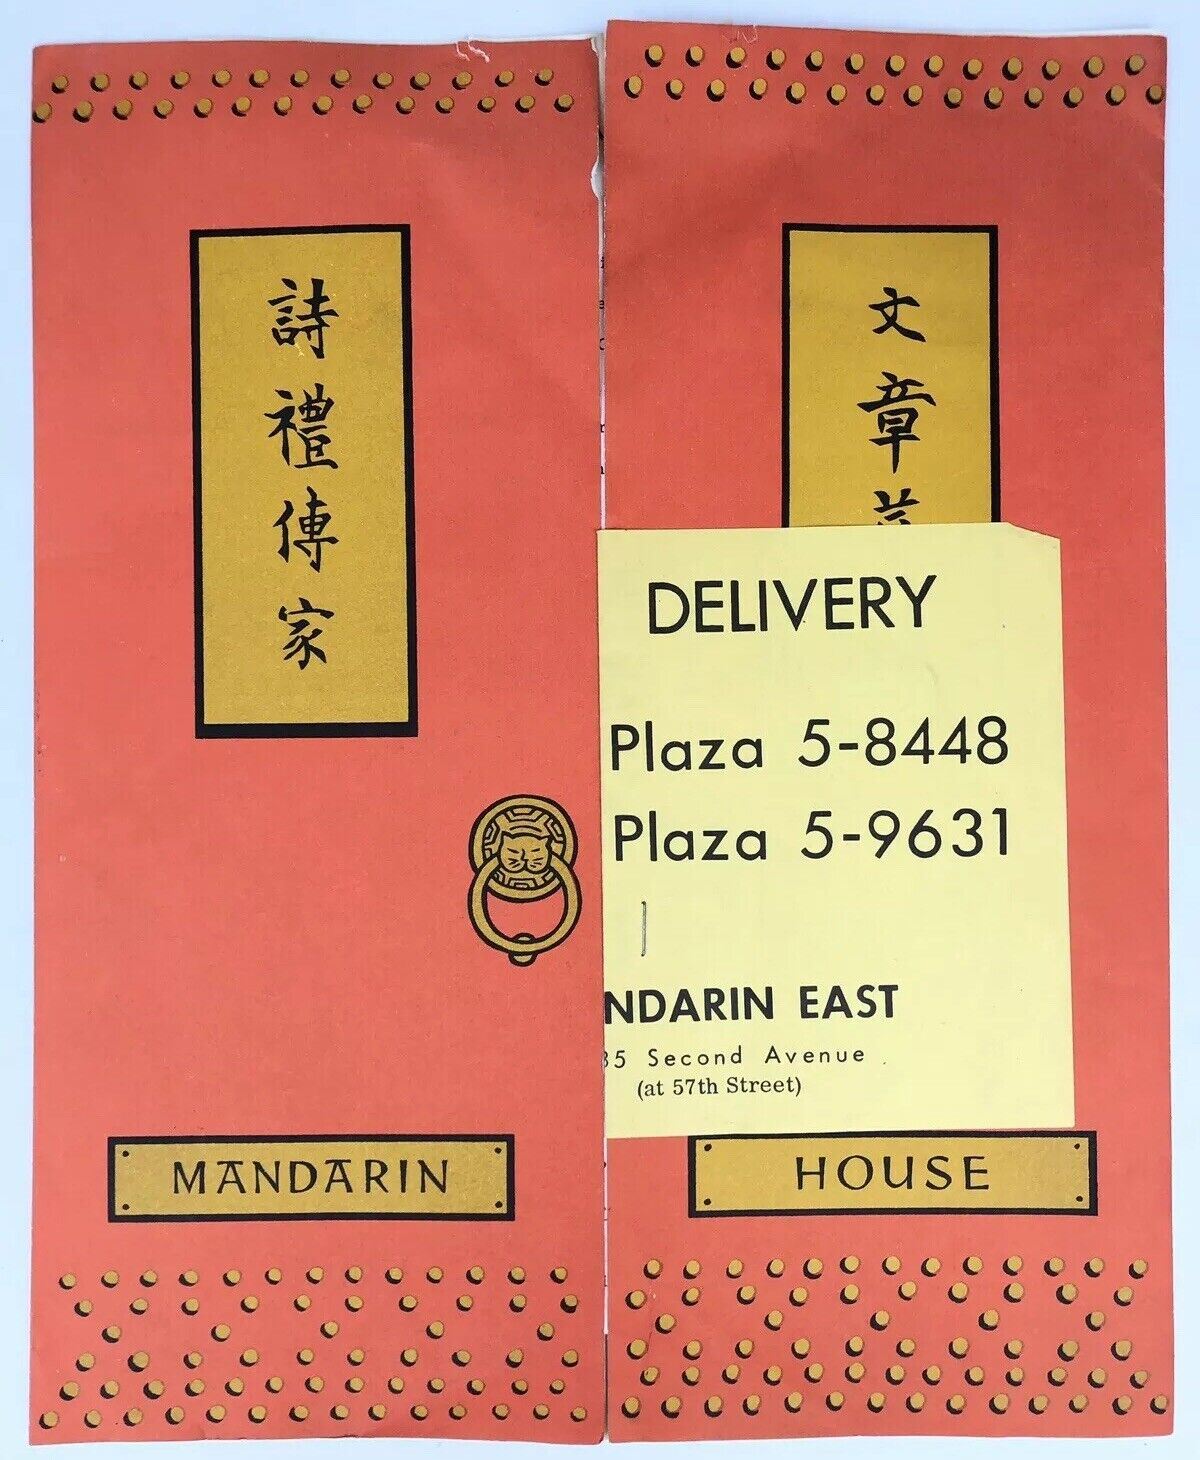 詩禮傳家
文章
DELIVERY
Plaza 5-8448
Plaza 5-9631
NDARIN EAST
35 Second Avenue
(at 57th Street)
MANDARIN
HOUSE